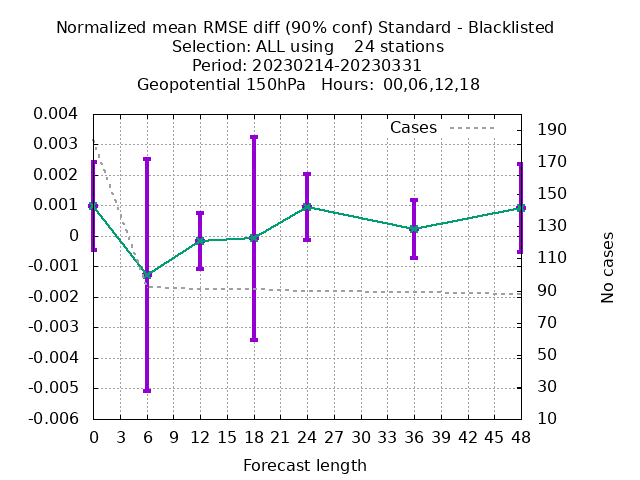 Normalized mean RMSE diff (90% conf) Standard - Blacklisted
Selection: ALL using    24 stations
Period: 20230214-20230331
Geopotential 150hPa   Hours: 00,06,12,18
Cases
0.004
0.003
0.002
0.001
0
-0.001
-0.002
-0.003
-0.004
-0.005
-0.006
190
170
150
130
110
90
70
50
30
10
No cases
0 3 6 9 12 15 18 21 24 27 30 33 36 39 42 45 48
Forecast length